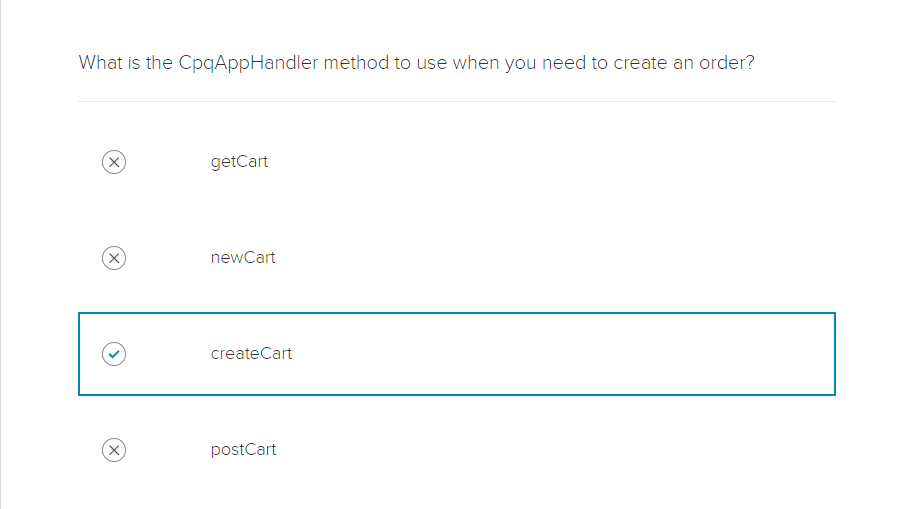 What is the CpqAppHandler method to use when you need to create an order?
getCart
newCart
createCart
postCart